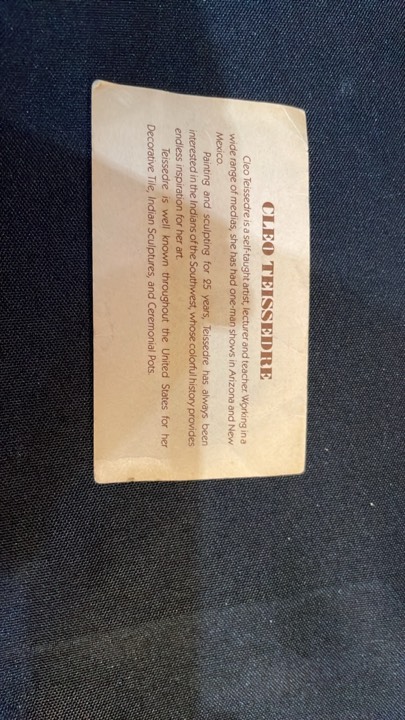 CLEO TEISSEDRE
Cleo Teissedre is a self-taught artist, lecturer and teacher. Working in a
wide range of medias, she has had one-man shows in Arizona and New
Mexico.
Painting and sculpting for 25 years, Teissedre has always been
interested in the Indians of the Southwest, whose colorful history provides
endless inspiration for her art.
Teissedre is well known throughout the United States for her
Decorative Tile, Indian Sculptures, and Ceremonial Pots.